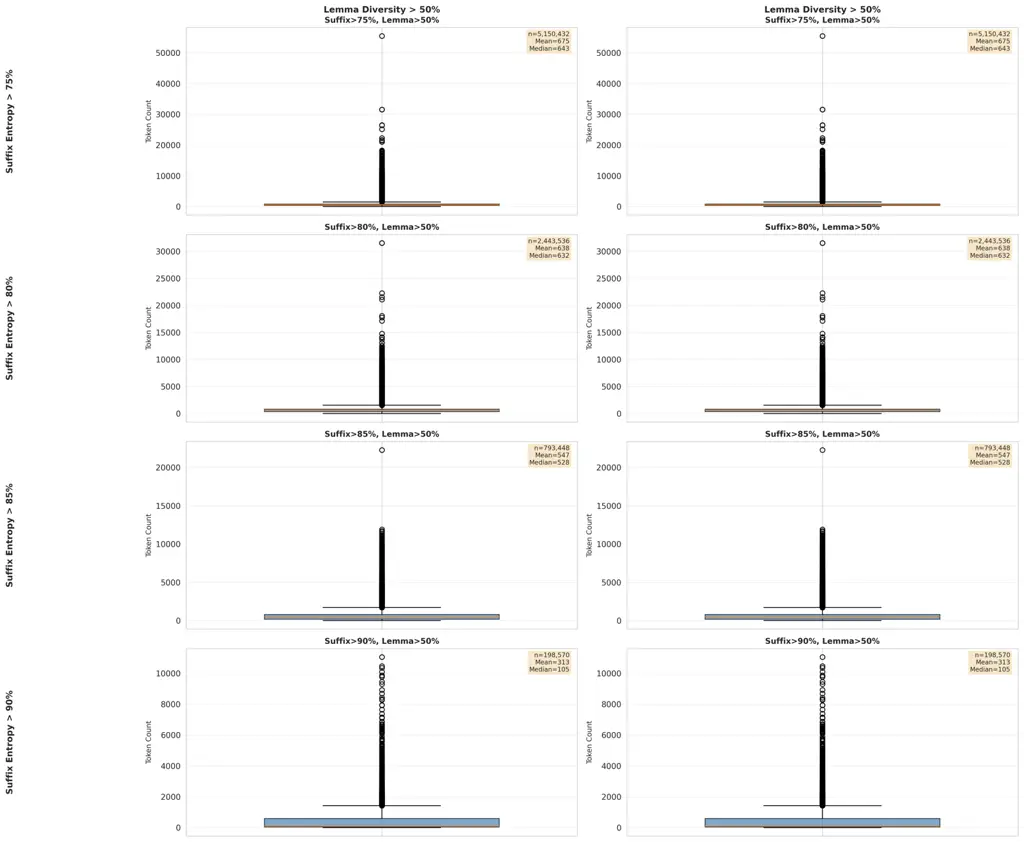 Lemma Diversity > 50%
Suffix>75%, Lemma>50%
Suffix Entropy > 75%
Token Count
50000
40000
30000
20000
10000
0
n=5,150,432
Mean=675
Median=643
Lemma Diversity > 50%
Suffix>75%, Lemma>50%
Token Count
50000
40000
30000
20000
10000
0
n=5,150,432
Mean=675
Median=643
Suffix>80%, Lemma>50%
Suffix Entropy > 80%
Token Count
30000
25000
20000
15000
10000
5000
0
n=2,443,536
Mean=638
Median=632
Suffix>80%, Lemma>50%
Token Count
30000
25000
20000
15000
10000
5000
0
n=2,443,536
Mean=638
Median=632
Suffix>85%, Lemma>50%
Suffix Entropy > 85%
Token Count
20000
15000
10000
5000
0
n=793,448
Mean=547
Median=528
Suffix>85%, Lemma>50%
Token Count
20000
15000
10000
5000
0
n=793,448
Mean=547
Median=528
Suffix>90%, Lemma>50%
Suffix Entropy > 90%
Token Count
10000
8000
6000
4000
2000
0
n=198,570
Mean=313
Median=105
Suffix>90%, Lemma>50%
Token Count
10000
8000
6000
4000
2000
0
n=198,570
Mean=313
Median=105